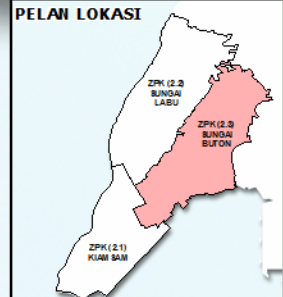 PELAN LOKASI
ZPK (2.2)
SUNGAI
LABU
ZPK (2.3)
SUNGAI
BUTON
ZPK (2.1)
KIAM SAM